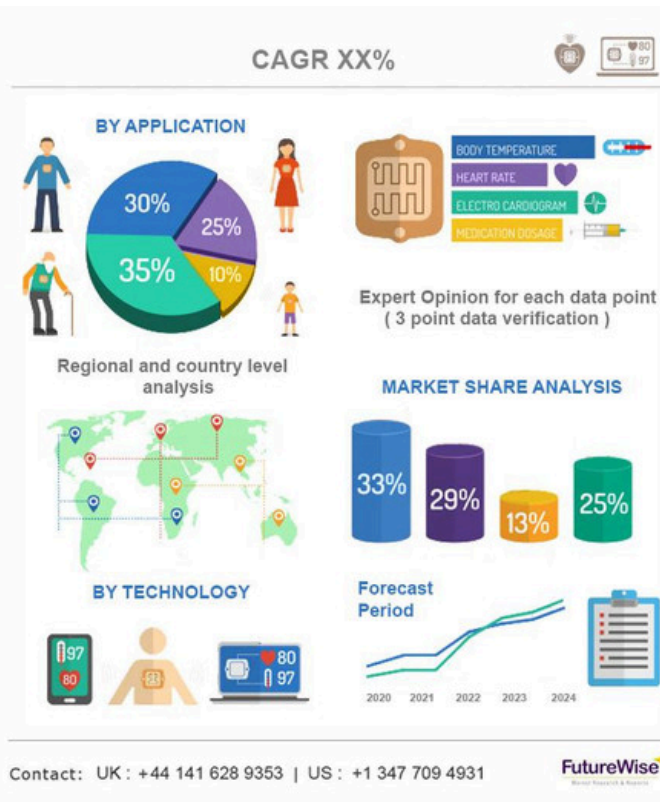 CAGR XX%
80
97
BY APPLICATION
30%
25%
35%
10%
BODY TEMPERATURE
HEART RATE
ELECTRO CARDIOGRAM
MEDICATION DOSAGE
Expert Opinion for each data point
( 3 point data verification )
Regional and country level
analysis
MARKET SHARE ANALYSIS
33%
29%
13%
25%
BY TECHNOLOGY
97
80
80
97
Forecast
Period
2020 2021 2022 2023 2024
Contact: UK : +44 141 628 9353 | US : +1 347 709 4931
FutureWise
Market Research & Reports